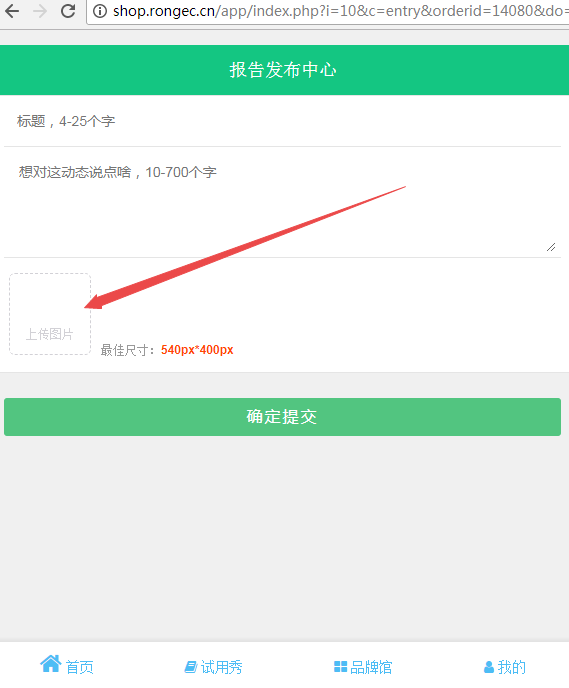 shop.rongec.cn/app/index.php?i=10&c=entry&orderid=14080&do=
报告发布中心
标题，4-25个字
想对这动态说点啥，10-700个字
上传图片
最佳尺寸：540px*400px
确定提交
首页 试用秀 品牌馆 我的